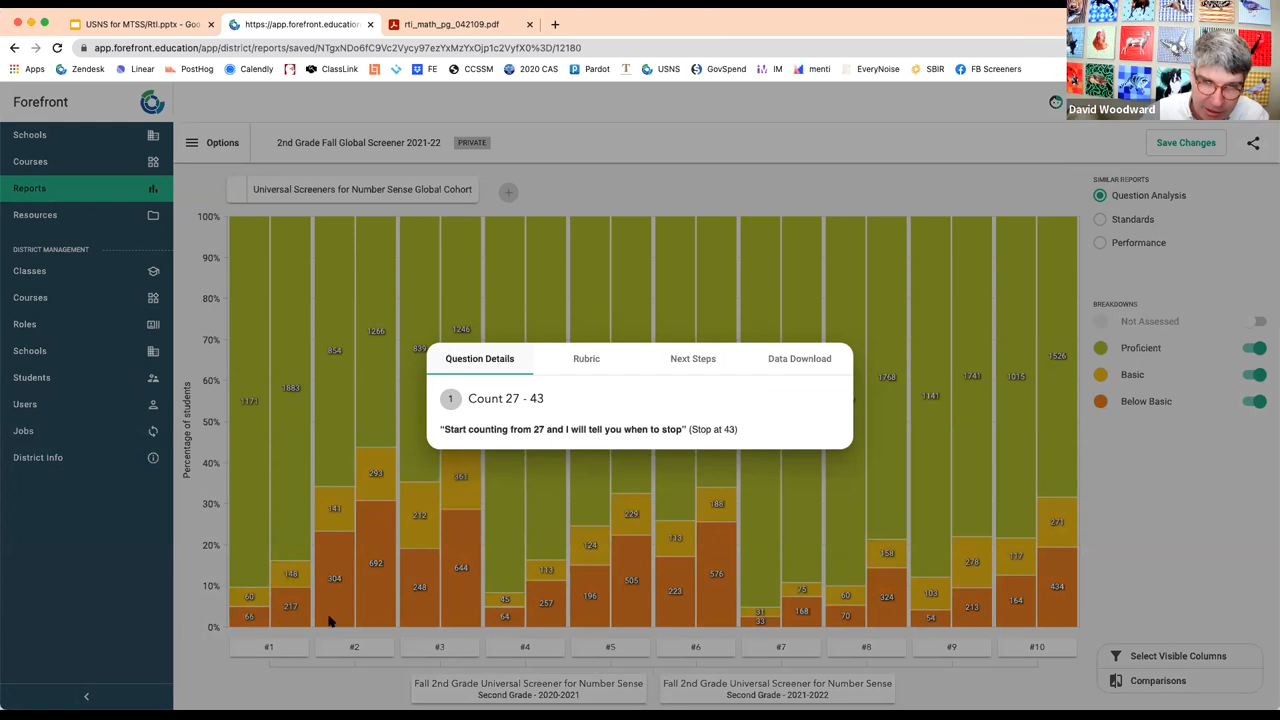 USNS for MTSS/RtI.pptx - Goo
https://app.forefront.education
rti_math_pg_042109.pdf
app.forefront.education/app/district/reports/saved/NTgxNDo6fC9Vc2Vycy97ezYxMzYxOjp1c2VyfX0%3D/12180
Apps
Zendesk
Linear
PostHog
Calendly
ClassLink
FE
CCSSM
2020 CAS
Pardot
USNS
GovSpend
IM
menti
EveryNoise
SBIR
FB Screeners
David Woodward
Forefront
Schools
Courses
Reports
Resources
DISTRICT MANAGEMENT
Classes
Courses
Roles
Schools
Students
Users
Jobs
District Info
Options
2nd Grade Fall Global Screener 2021-22
PRIVATE
Save Changes
Universal Screeners for Number Sense Global Cohort
SIMILAR REPORTS
Question Analysis
Standards
Performance
BREAKDOWNS
Not Assessed
Proficient
Basic
Below Basic
Select Visible Columns
Comparisons
Percentage of students
100%
90%
80%
70%
60%
50%
40%
30%
20%
10%
0%
1171
60
66
1883
148
217
854
141
304
1266
293
692
839
212
248
1246
361
644
45
64
113
257
124
196
229
505
113
223
188
576
31
33
75
168
60
70
1768
158
324
1141
103
54
1741
278
213
1015
117
164
1526
271
434
Question Details
Rubric
Next Steps
Data Download
1
Count 27 - 43
“Start counting from 27 and I will tell you when to stop” (Stop at 43)
#1
#2
#3
#4
#5
#6
#7
#8
#9
#10
Fall 2nd Grade Universal Screener for Number Sense
Second Grade - 2020-2021
Fall 2nd Grade Universal Screener for Number Sense
Second Grade - 2021-2022